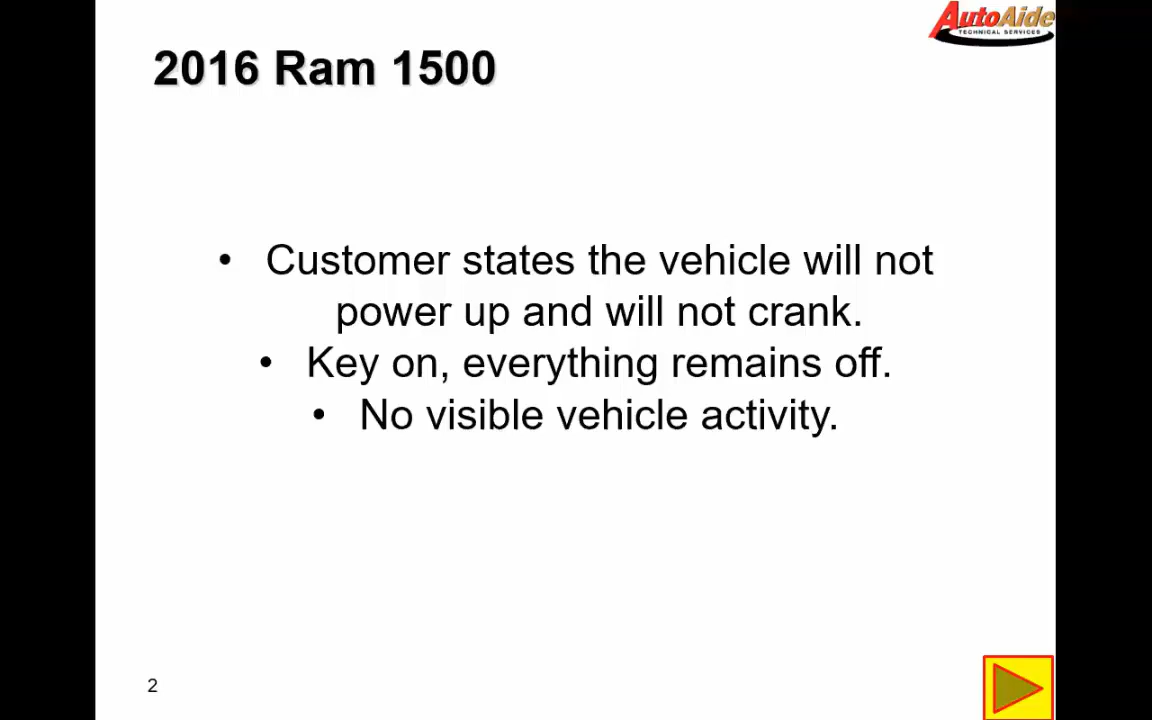 AutoAide
TECHNICAL SERVICES
2016 Ram 1500
• Customer states the vehicle will not
power up and will not crank.
• Key on, everything remains off.
• No visible vehicle activity.
2